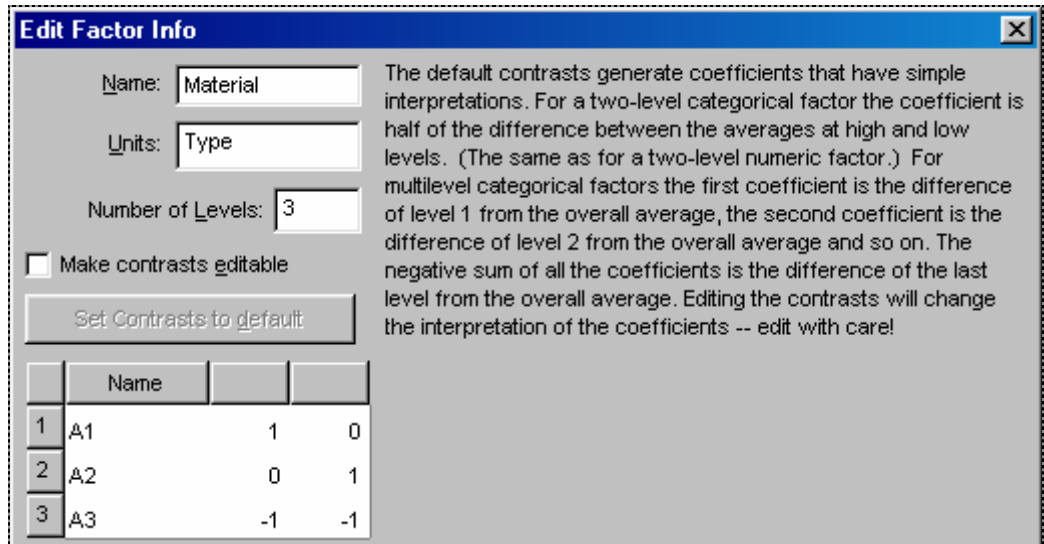 Edit Factor Info
Name: Material
Units: Type
Number of Levels: 3
Make contrasts editable
Set Contrasts to default
Name
1 A1 1 0
2 A2 0 1
3 A3 -1 -1
The default contrasts generate coefficients that have simple
interpretations. For a two-level categorical factor the coefficient is
half of the difference between the averages at high and low
levels. (The same as for a two-level numeric factor.) For
multilevel categorical factors the first coefficient is the difference
of level 1 from the overall average, the second coefficient is the
difference of level 2 from the overall average and so on. The
negative sum of all the coefficients is the difference of the last
level from the overall average. Editing the contrasts will change
the interpretation of the coefficients -- edit with care!